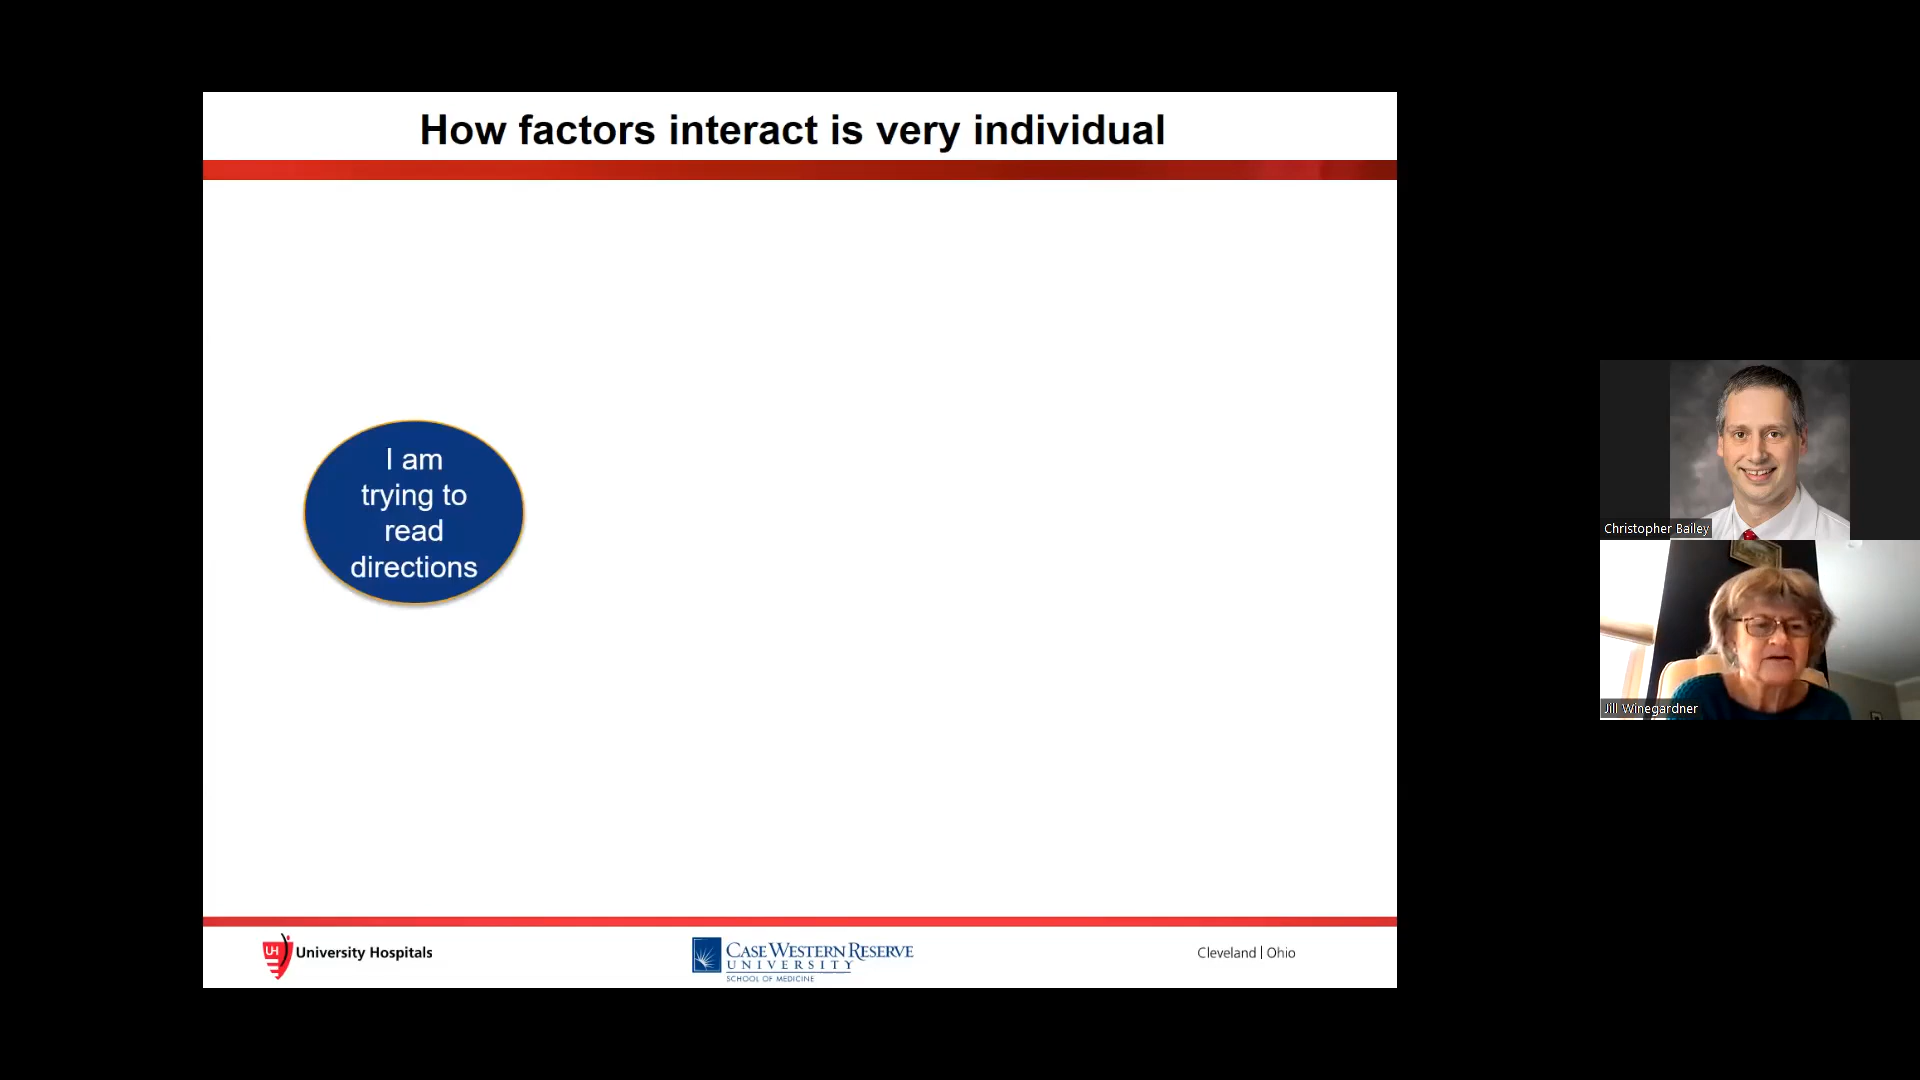 How factors interact is very individual
I am
trying to
read
directions
Christopher Bailey
Jill Winegardner
UH University Hospitals
CASE WESTERN RESERVE
UNIVERSITY
SCHOOL OF MEDICINE
Cleveland | Ohio